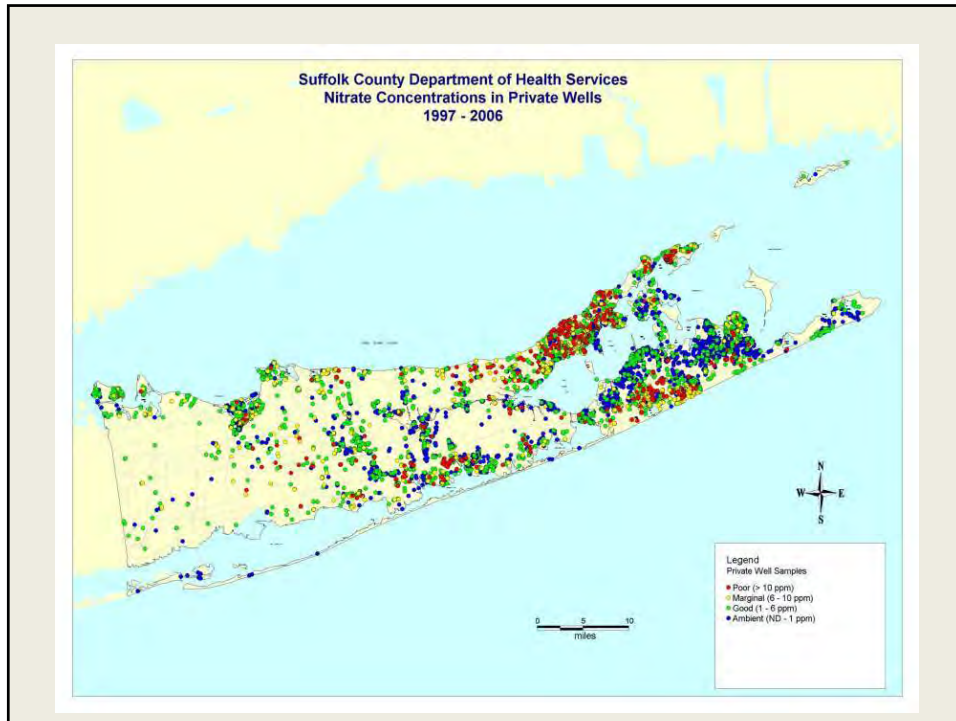 Suffolk County Department of Health Services
Nitrate Concentrations in Private Wells
1997 - 2006
N
W E
S
Legend
Private Well Samples
Poor (> 10 ppm)
Marginal (6 - 10 ppm)
Good (1 - 6 ppm)
Ambient (ND - 1 ppm)
0 5 10
miles